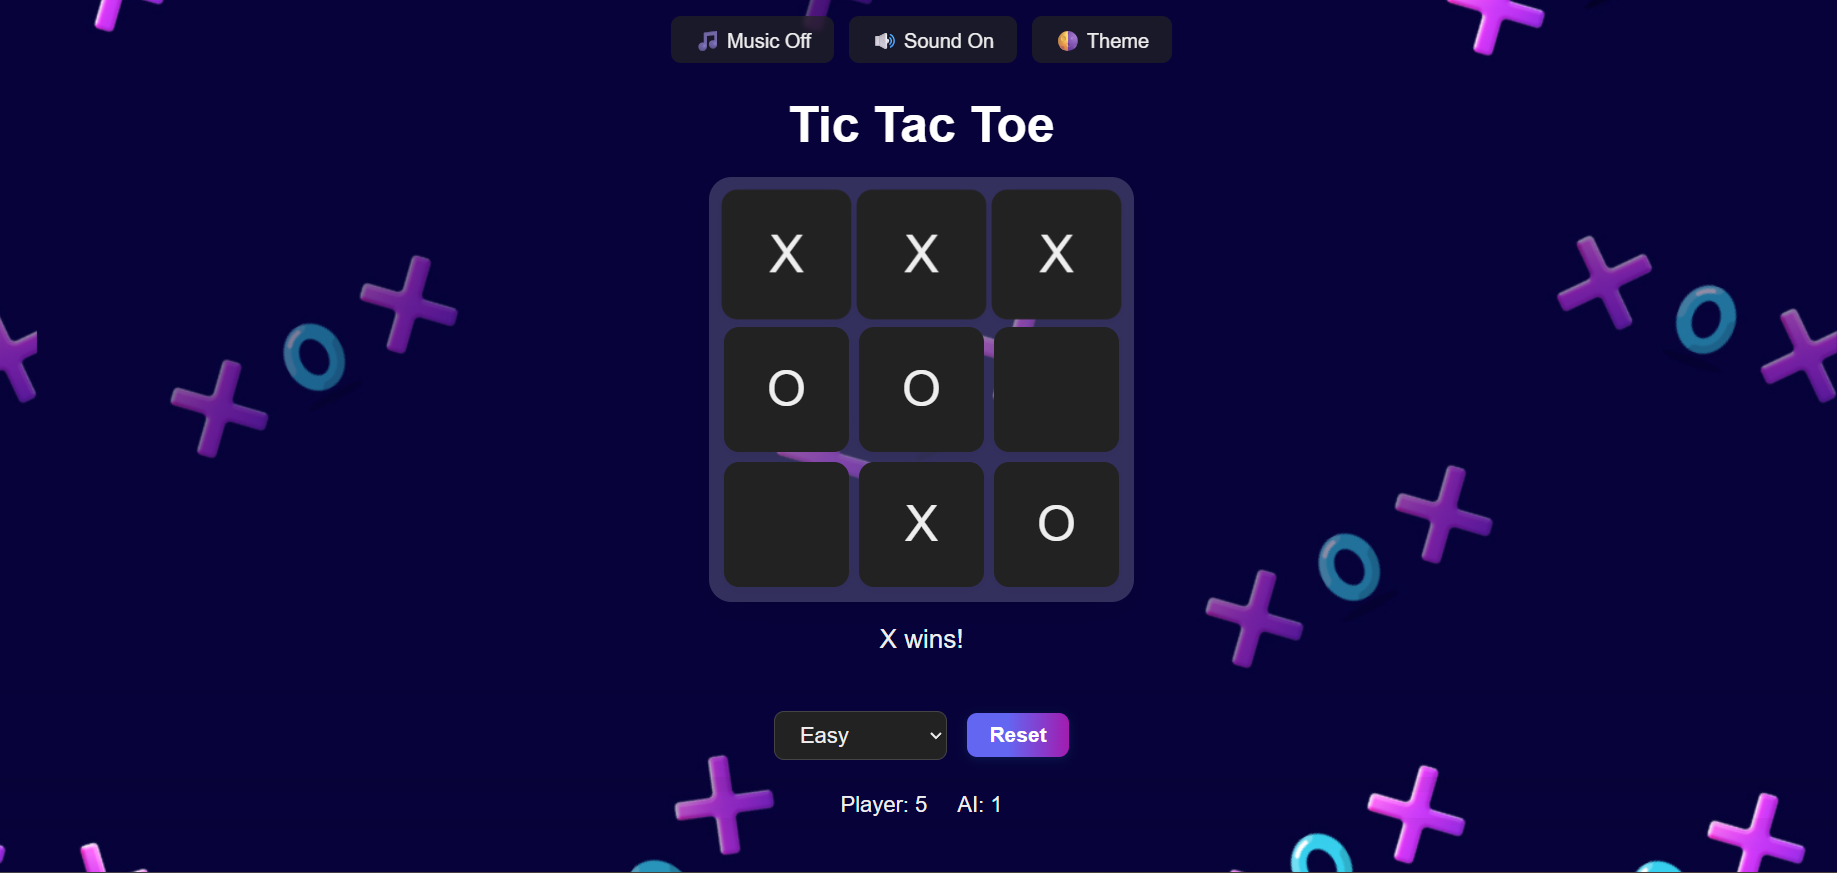 Music Off Sound On Theme
Tic Tac Toe
X X X
O O
X O
X wins!
Easy Reset
Player: 5 AI: 1